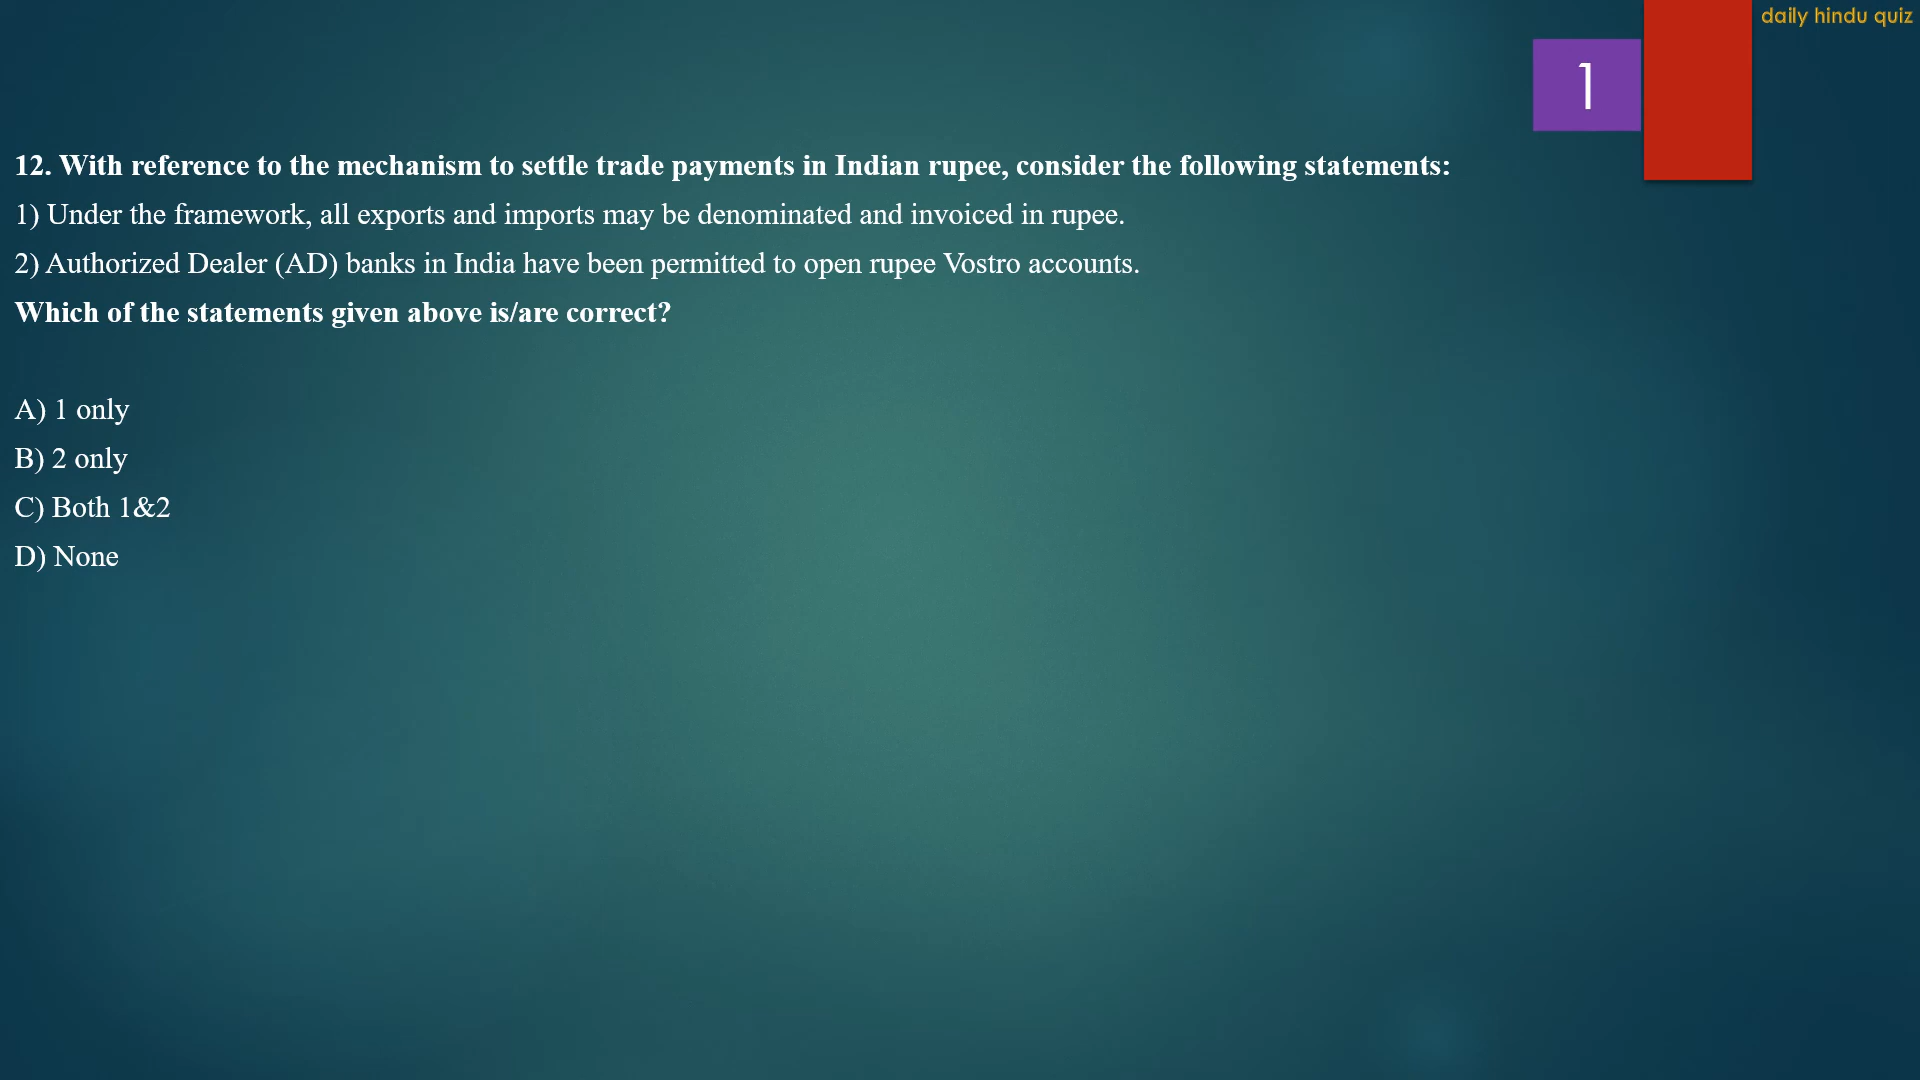 daily hindu quiz
1
12. With reference to the mechanism to settle trade payments in Indian rupee, consider the following statements:
1) Under the framework, all exports and imports may be denominated and invoiced in rupee.
2) Authorized Dealer (AD) banks in India have been permitted to open rupee Vostro accounts.
Which of the statements given above is/are correct?
A) 1 only
B) 2 only
C) Both 1&2
D) None